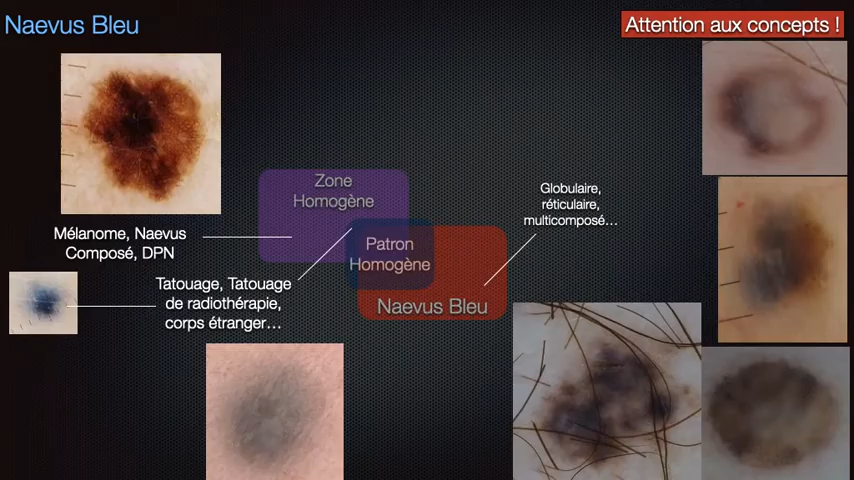 Naevus Bleu
Attention aux concepts !
Zone
Homogène
Globulaire,
réticulaire,
multicomposé...
Mélanome, Naevus
Composé, DPN
Patron
Homogène
Tatouage, Tatouage
de radiothérapie,
corps étranger...
Naevus Bleu